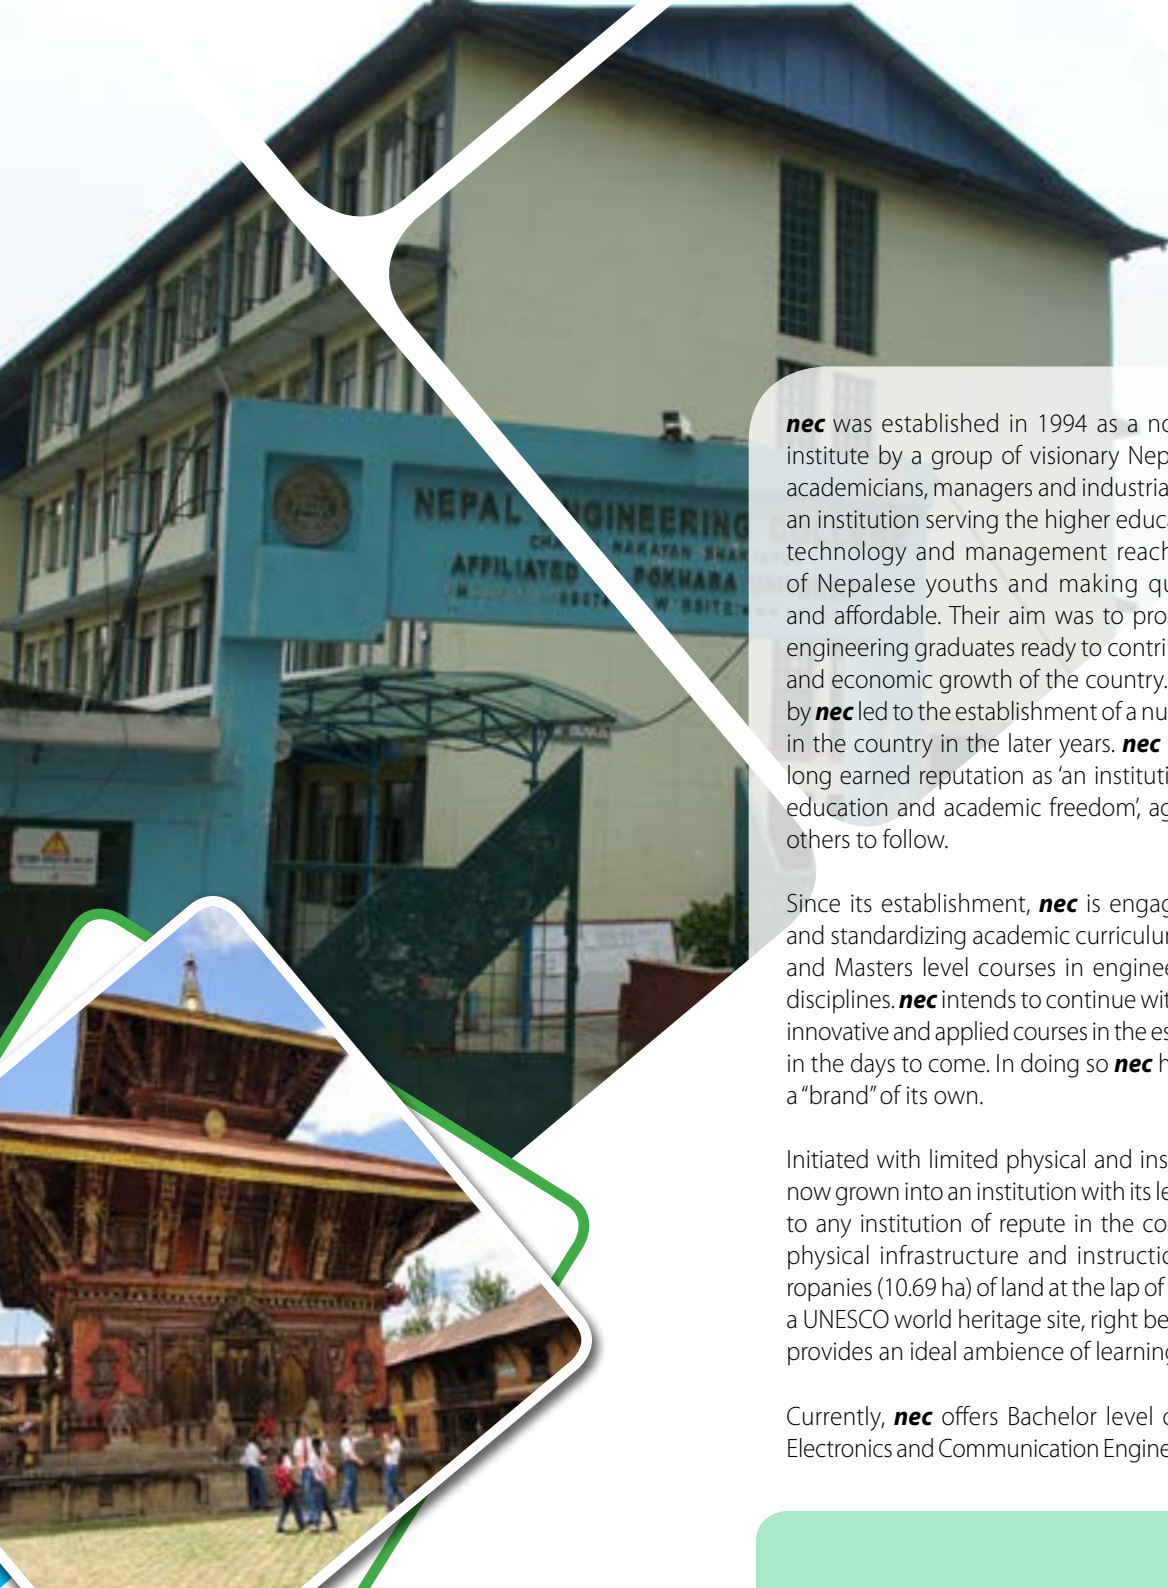 NEPAL ENGINEERING COLLEGE
AFFILIATED POKHARA
nec was established in 1994 as a no
institute by a group of visionary Nep
academicians, managers and industria
an institution serving the higher educa
technology and management reach
of Nepalese youths and making qu
and affordable. Their aim was to pro
engineering graduates ready to contri
and economic growth of the country.
by nec led to the establishment of a nu
in the country in the later years. nec
long earned reputation as ‘an instituti
education and academic freedom’, ag
others to follow.
Since its establishment, nec is engag
and standardizing academic curriculum
and Masters level courses in enginee
disciplines. nec intends to continue wit
innovative and applied courses in the es
in the days to come. In doing so nec h
a “brand” of its own.
Initiated with limited physical and ins
now grown into an institution with its le
to any institution of repute in the co
physical infrastructure and instructio
ropanies (10.69 ha) of land at the lap of
a UNESCO world heritage site, right be
provides an ideal ambience of learning
Currently, nec offers Bachelor level c
Electronics and Communication Engine